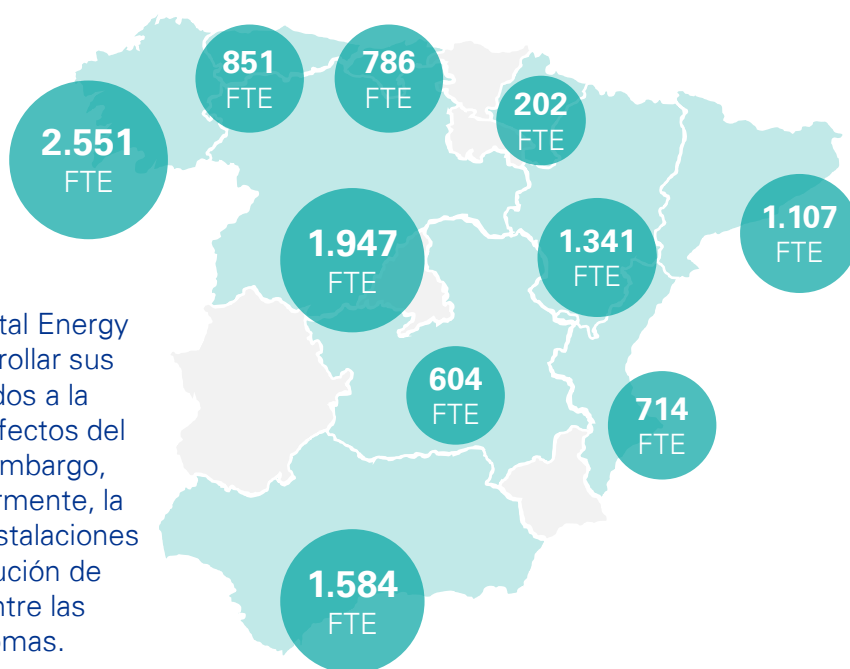 851
FTE
786
FTE
202
FTE
2.551
FTE
1.107
FTE
1.947
FTE
1.341
FTE
604
FTE
714
FTE
1.584
FTE
tal Energy
rollar sus
dos a la
fectos del
mbargo,
rmente, la
stalaciones
ución de
ntre las
omas.